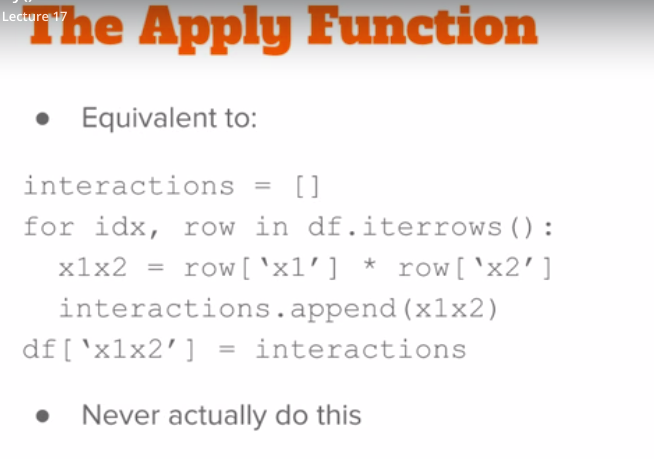 Lecture 17
The Apply Function
● Equivalent to:
interactions = []
for idx, row in df.iterrows():
x1x2 = row[‘x1’] * row[‘x2’]
interactions.append(x1x2)
df[‘x1x2’] = interactions
● Never actually do this